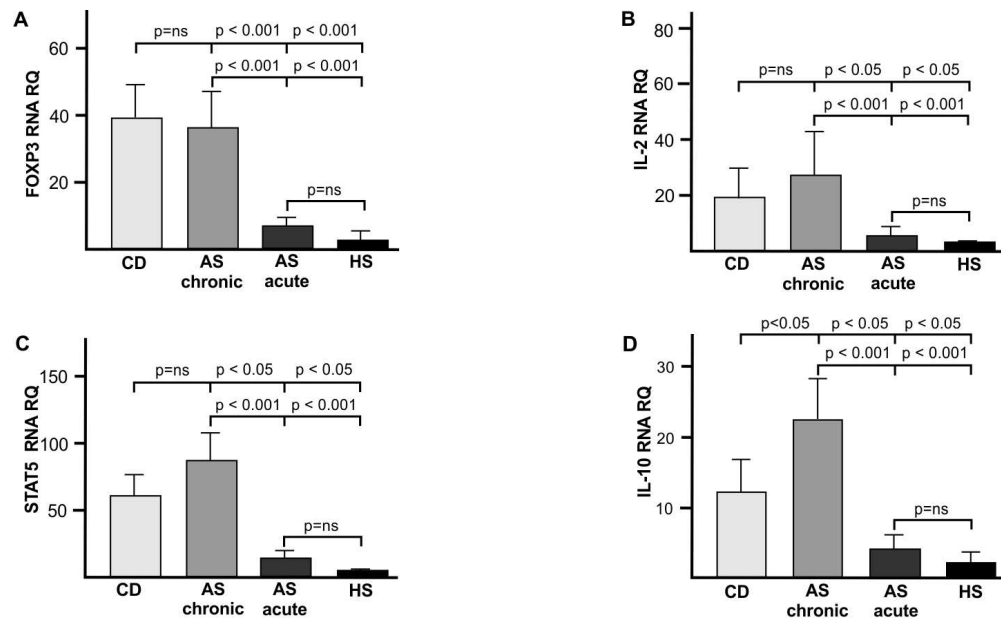 A
p=ns p < 0.001 p < 0.001
p < 0.001 p < 0.001
p=ns
FOXP3 RNA RQ
60
40
20
CD AS chronic AS acute HS
B
p=ns p < 0.05 p < 0.05
p < 0.001 p < 0.001
p=ns
IL-2 RNA RQ
80
60
40
20
CD AS chronic AS acute HS
C
p=ns p < 0.05 p < 0.05
p < 0.001 p < 0.001
p=ns
STAT5 RNA RQ
150
100
50
CD AS chronic AS acute HS
D
p<0.05 p < 0.05 p < 0.05
p < 0.001 p < 0.001
p=ns
IL-10 RNA RQ
30
20
10
CD AS chronic AS acute HS